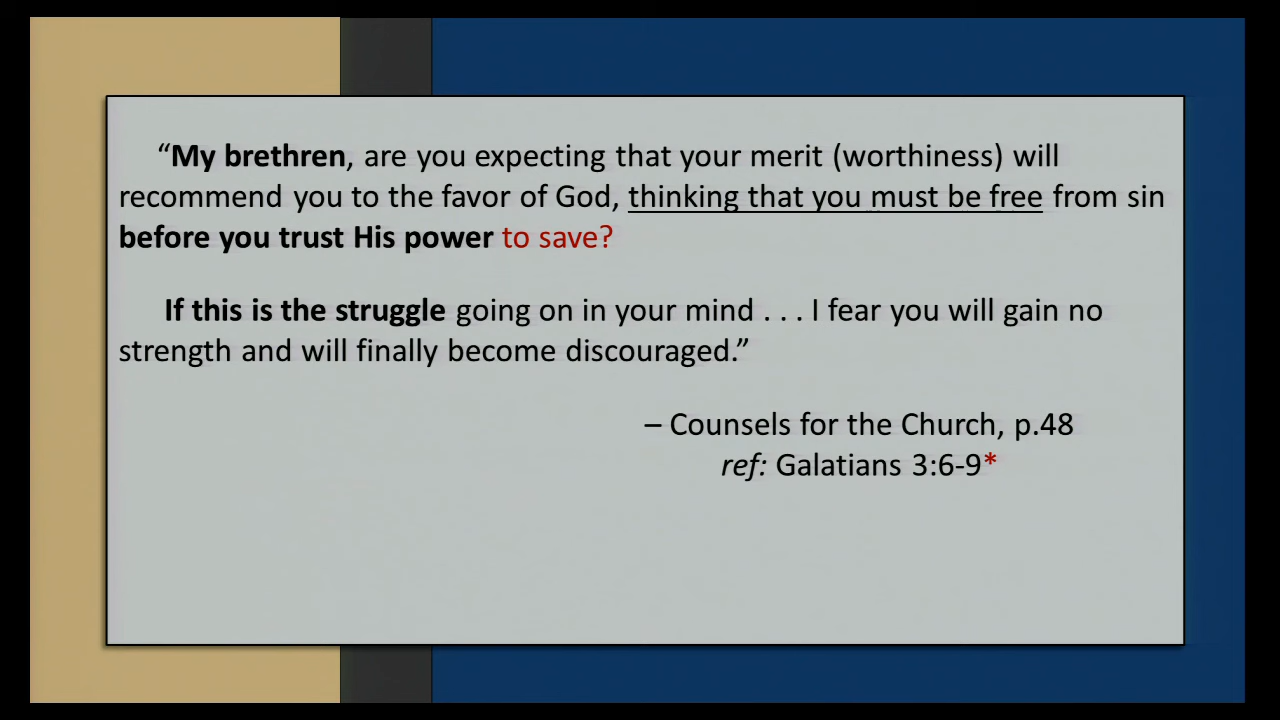 “My brethren, are you expecting that your merit (worthiness) will
recommend you to the favor of God, thinking that you must be free from sin
before you trust His power to save?
If this is the struggle going on in your mind . . . I fear you will gain no
strength and will finally become discouraged.”
– Counsels for the Church, p.48
ref: Galatians 3:6-9*